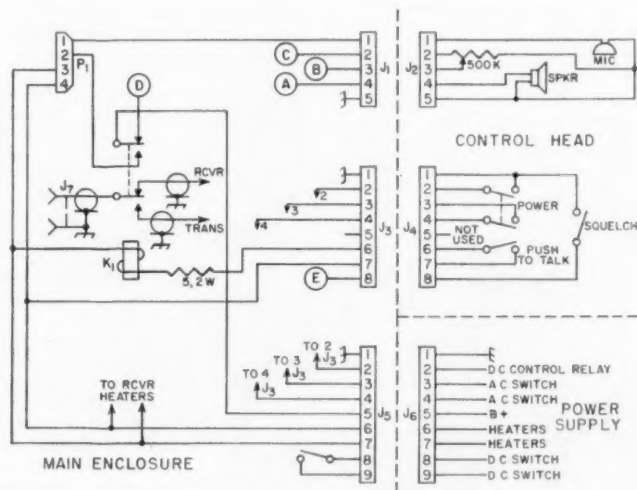 1
2
3
4
P1
C
B
A
D
1
2
3
4
5
J1
J2
1
2
3
4
5
500K
MIC
SPKR
CONTROL HEAD
J7
RCVR
TRANS
K1
5, 2W
2
3
4
E
1
2
3
4
5
6
7
8
J3
J4
1
2
3
4
5
6
7
8
POWER
NOT USED
PUSH TO TALK
SQUELCH
TO 2 J3
TO 3 J3
TO 4 J3
TO RCVR HEATERS
MAIN ENCLOSURE
1
2
3
4
5
6
7
8
9
J5
J6
1
2 DC CONTROL RELAY
3 AC SWITCH
4 AC SWITCH
5 B+
6 HEATERS
7 HEATERS
8 DC SWITCH
9 DC SWITCH
POWER SUPPLY